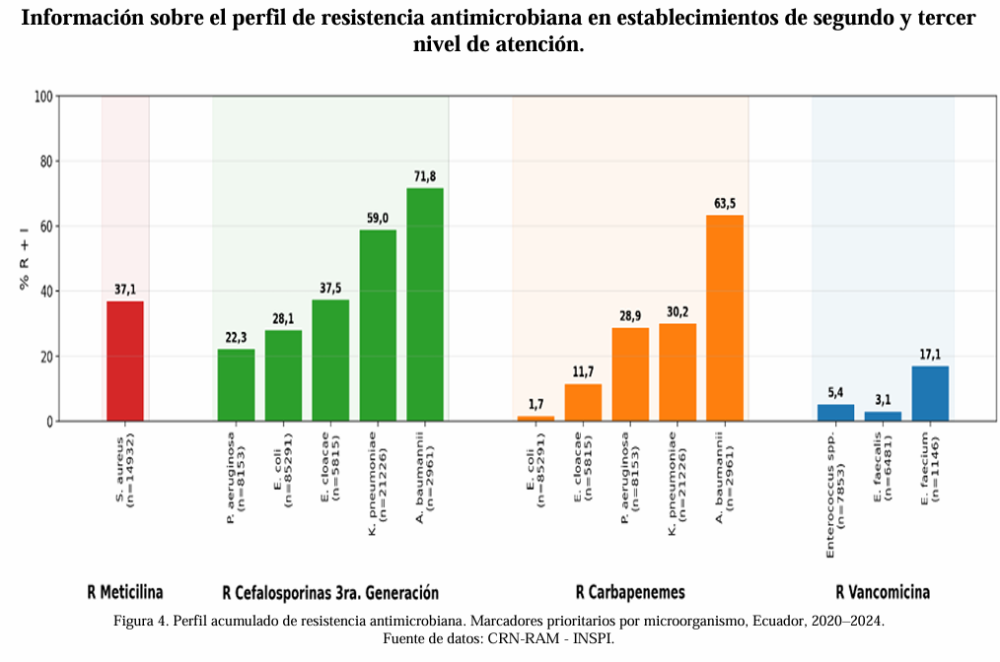 Información sobre el perfil de resistencia antimicrobiana en establecimientos de segundo y tercer
nivel de atención.
% R + I
100
80
60
40
20
0
37,1
22,3
28,1
37,5
59,0
71,8
1,7
11,7
28,9
30,2
63,5
5,4
3,1
17,1
S. aureus
(n=14932)
P. aeruginosa
(n=8153)
E. coli
(n=85291)
E. cloacae
(n=5815)
K. pneumoniae
(n=21226)
A. baumannii
(n=2961)
E. coli
(n=85291)
E. cloacae
(n=5815)
P. aeruginosa
(n=8153)
K. pneumoniae
(n=21226)
A. baumannii
(n=2961)
Enterococcus spp.
(n=7853)
E. faecalis
(n=6481)
E. faecium
(n=1146)
R Meticilina
R Cefalosporinas 3ra. Generación
R Carbapenemes
R Vancomicina
Figura 4. Perfil acumulado de resistencia antimicrobiana. Marcadores prioritarios por microorganismo, Ecuador, 2020–2024.
Fuente de datos: CRN-RAM - INSPI.